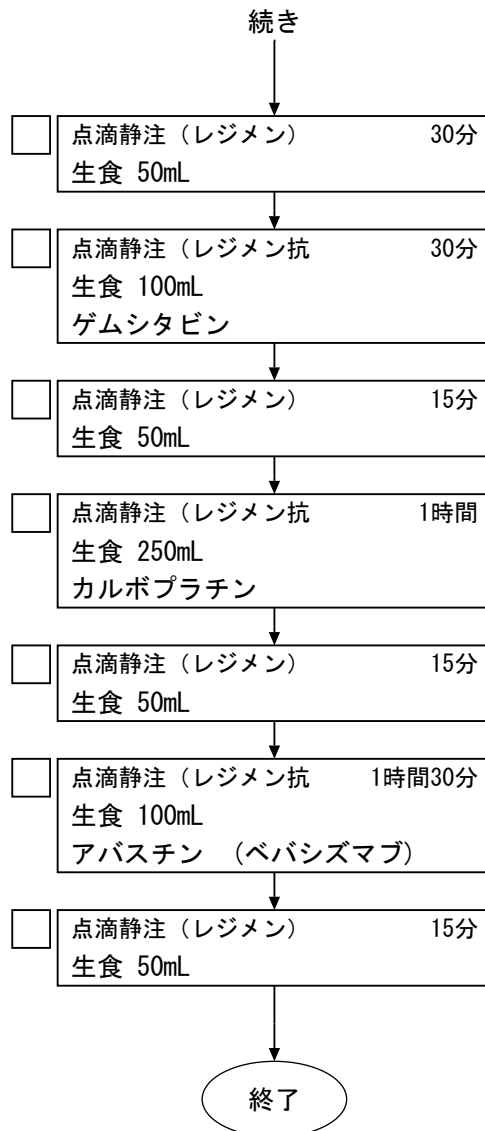 続き
点滴静注（レジメン） 30分
生食 50mL
点滴静注（レジメン抗 30分
生食 100mL
ゲムシタビン
点滴静注（レジメン） 15分
生食 50mL
点滴静注（レジメン抗 1時間
生食 250mL
カルボプラチン
点滴静注（レジメン） 15分
生食 50mL
点滴静注（レジメン抗 1時間30分
生食 100mL
アバスチン （ベバシズマブ）
点滴静注（レジメン） 15分
生食 50mL
終了